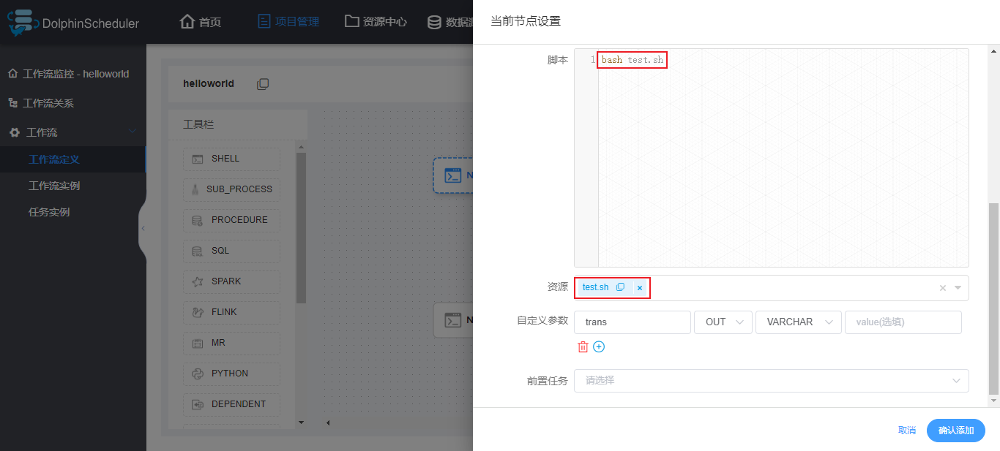 DolphinScheduler
首页
项目管理
资源中心
数据源
工作流监控 - helloworld
工作流关系
工作流
工作流定义
工作流实例
任务实例
helloworld
工具栏
SHELL
SUB_PROCESS
PROCEDURE
SQL
SPARK
FLINK
MR
PYTHON
DEPENDENT
N
N
当前节点设置
脚本
1 bash test.sh
资源
test.sh
自定义参数
trans
OUT
VARCHAR
value(选填)
前置任务
请选择
取消
确认添加